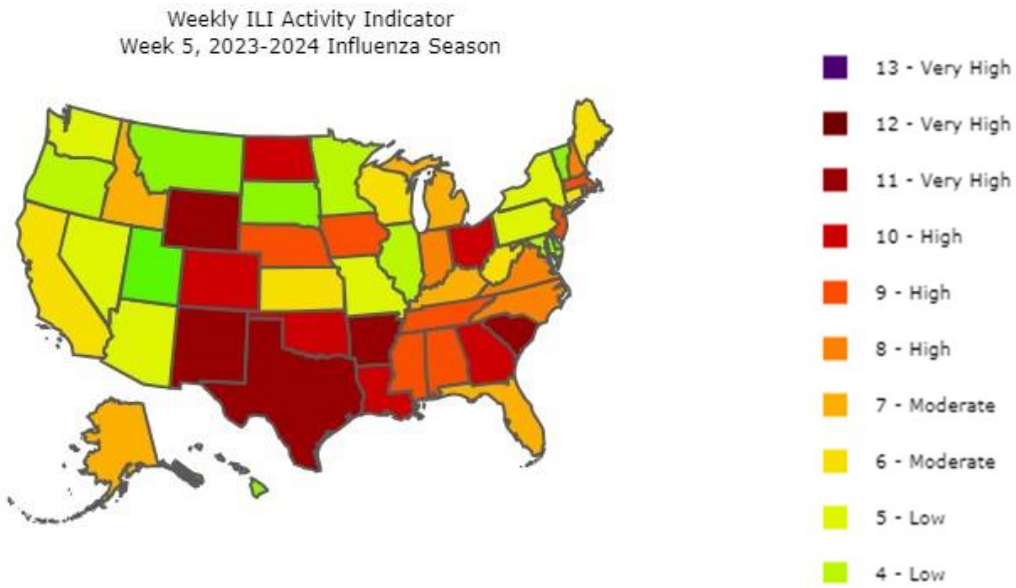 Weekly ILI Activity Indicator
Week 5, 2023-2024 Influenza Season
13 - Very High
12 - Very High
11 - Very High
10 - High
9 - High
8 - High
7 - Moderate
6 - Moderate
5 - Low
4 - Low